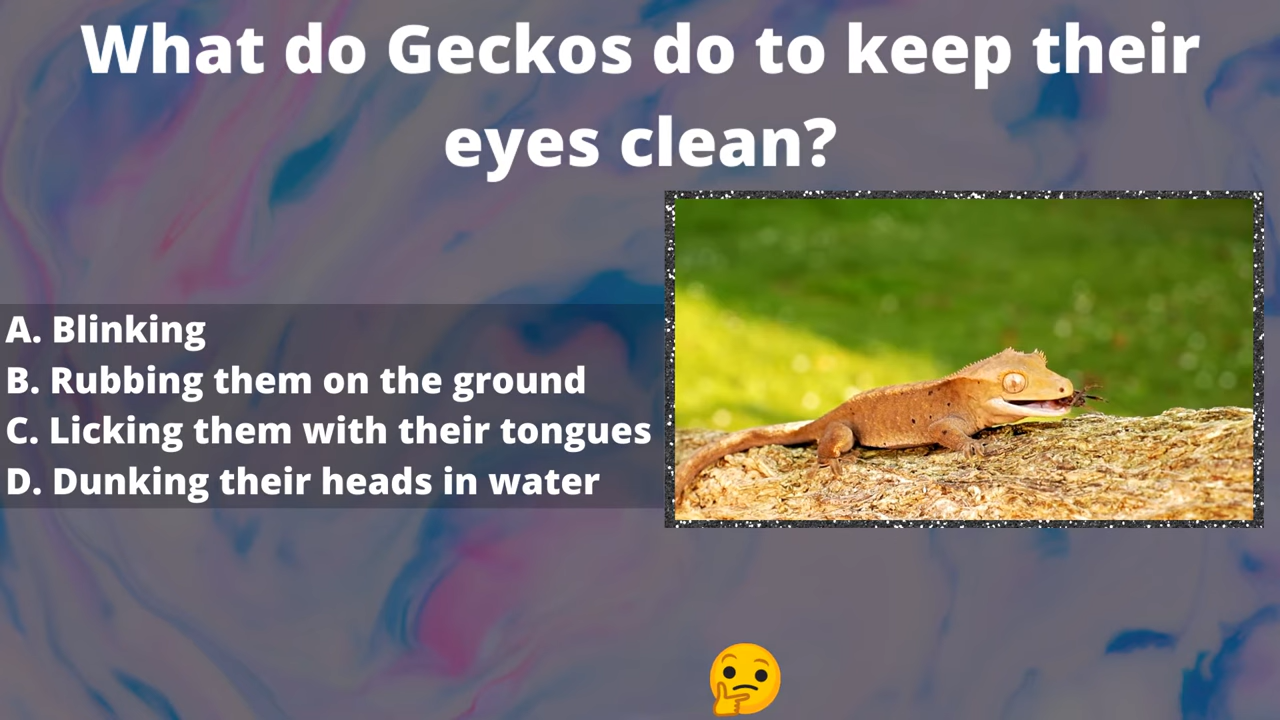 What do Geckos do to keep their
eyes clean?
A. Blinking
B. Rubbing them on the ground
C. Licking them with their tongues
D. Dunking their heads in water